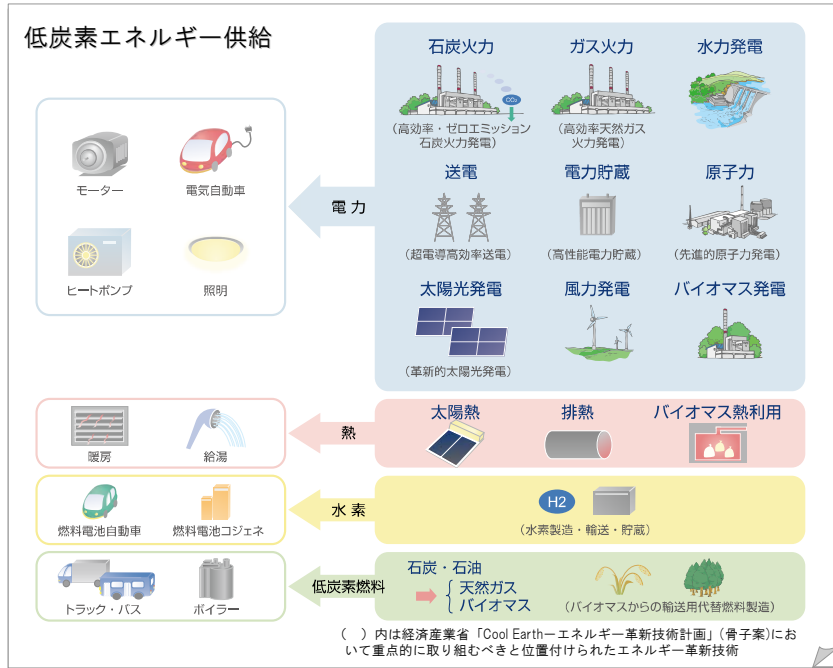 低炭素エネルギー供給
石炭火力
ガス火力
水力発電
CO₂
(高効率・ゼロエミッション
石炭火力発電)
(高効率天然ガス
火力発電)
モーター
電気自動車
ヒートポンプ
照明
電力
送電
電力貯蔵
原子力
(超電導高効率送電)
(高性能電力貯蔵)
(先進的原子力発電)
太陽光発電
風力発電
バイオマス発電
(革新的太陽光発電)
暖房
給湯
熱
太陽熱
排熱
バイオマス熱利用
燃料電池自動車
燃料電池コジェネ
水素
H2
(水素製造・輸送・貯蔵)
トラック・バス
ボイラー
低炭素燃料
石炭・石油
天然ガス
バイオマス
(バイオマスからの輸送用代替燃料製造)
(　)内は経済産業省「Cool Earthーエネルギー革新技術計画」(骨子案)にお
いて重点的に取り組むべきと位置付けられたエネルギー革新技術